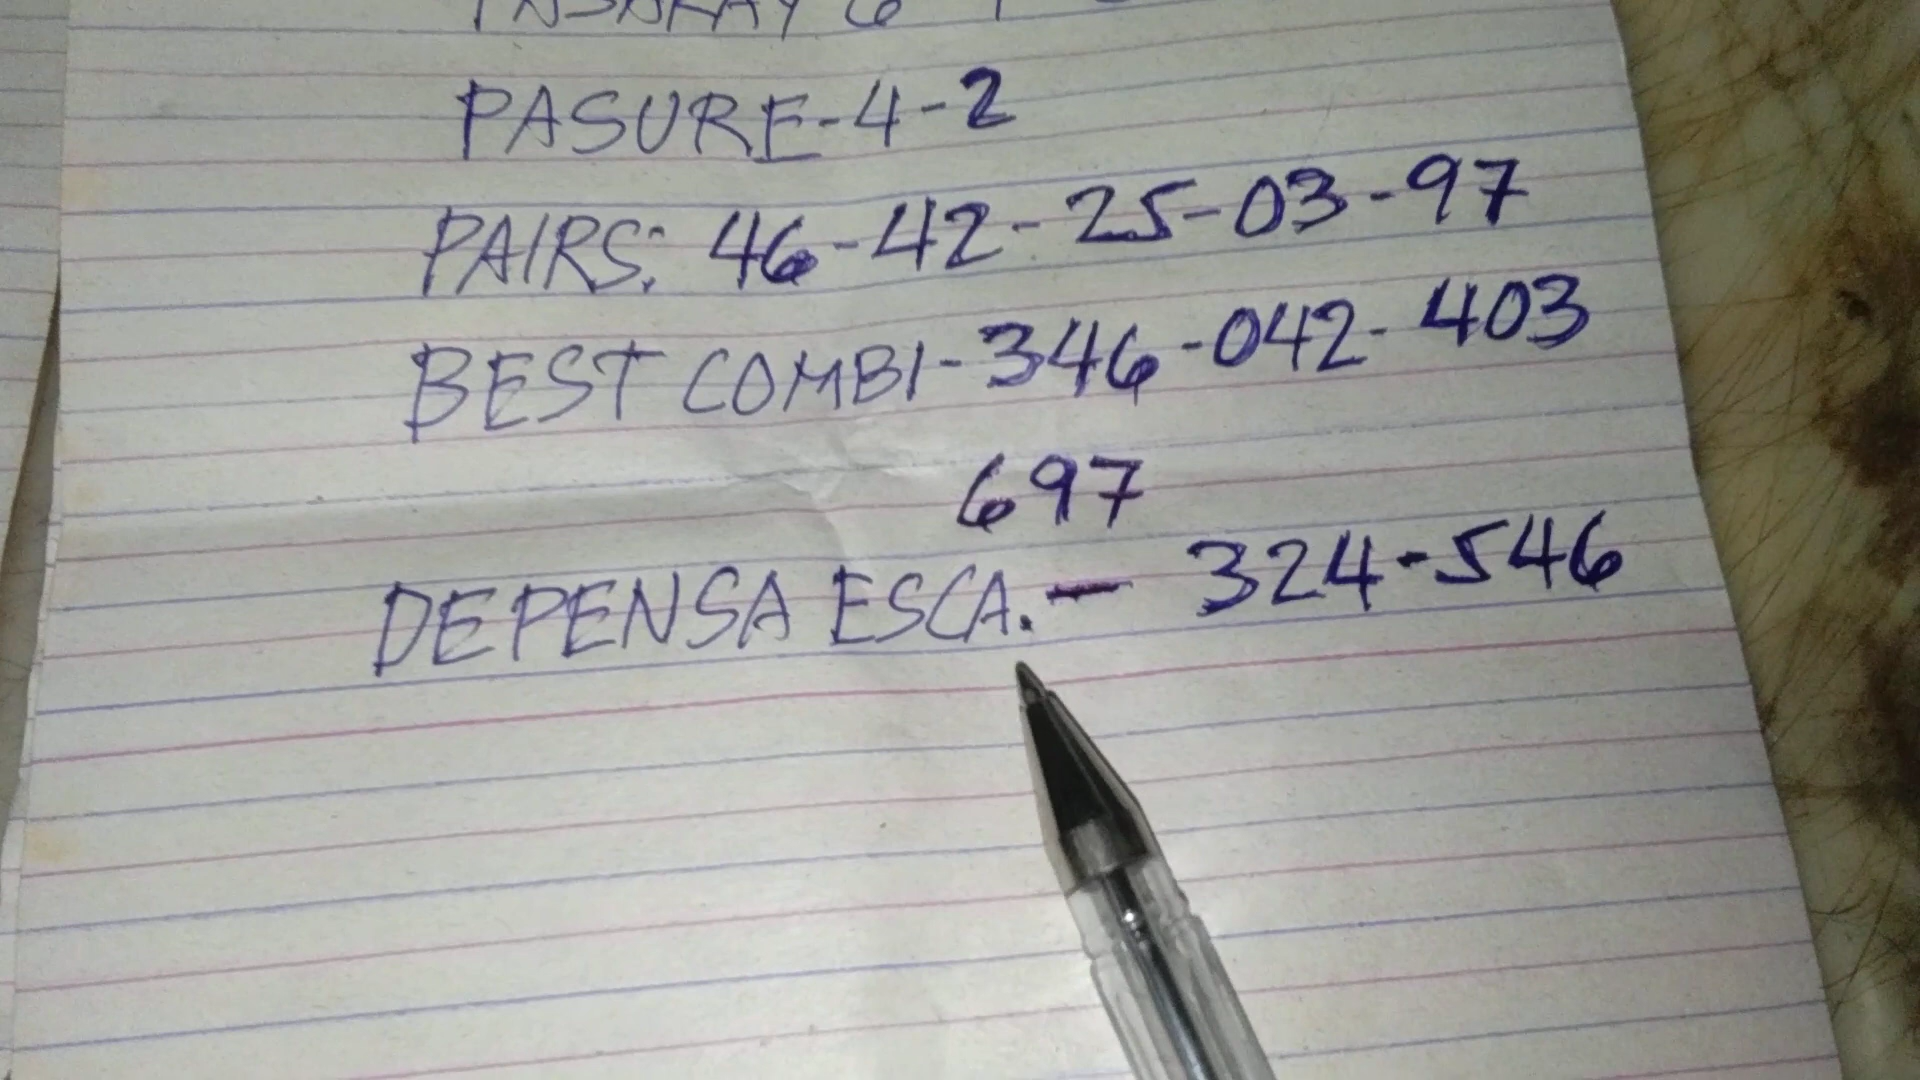 PASURE-4-2
PAIRS: 46-42-25-03-97
BEST COMBI-346-042-403
697
DEPENSA ESCA.- 324-546